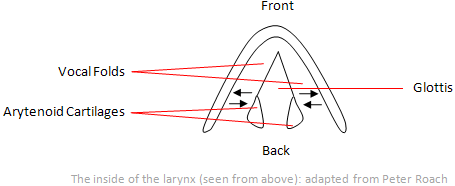 Front
Vocal Folds
Glottis
Arytenoid Cartilages
Back
The inside of the larynx (seen from above): adapted from Peter Roach